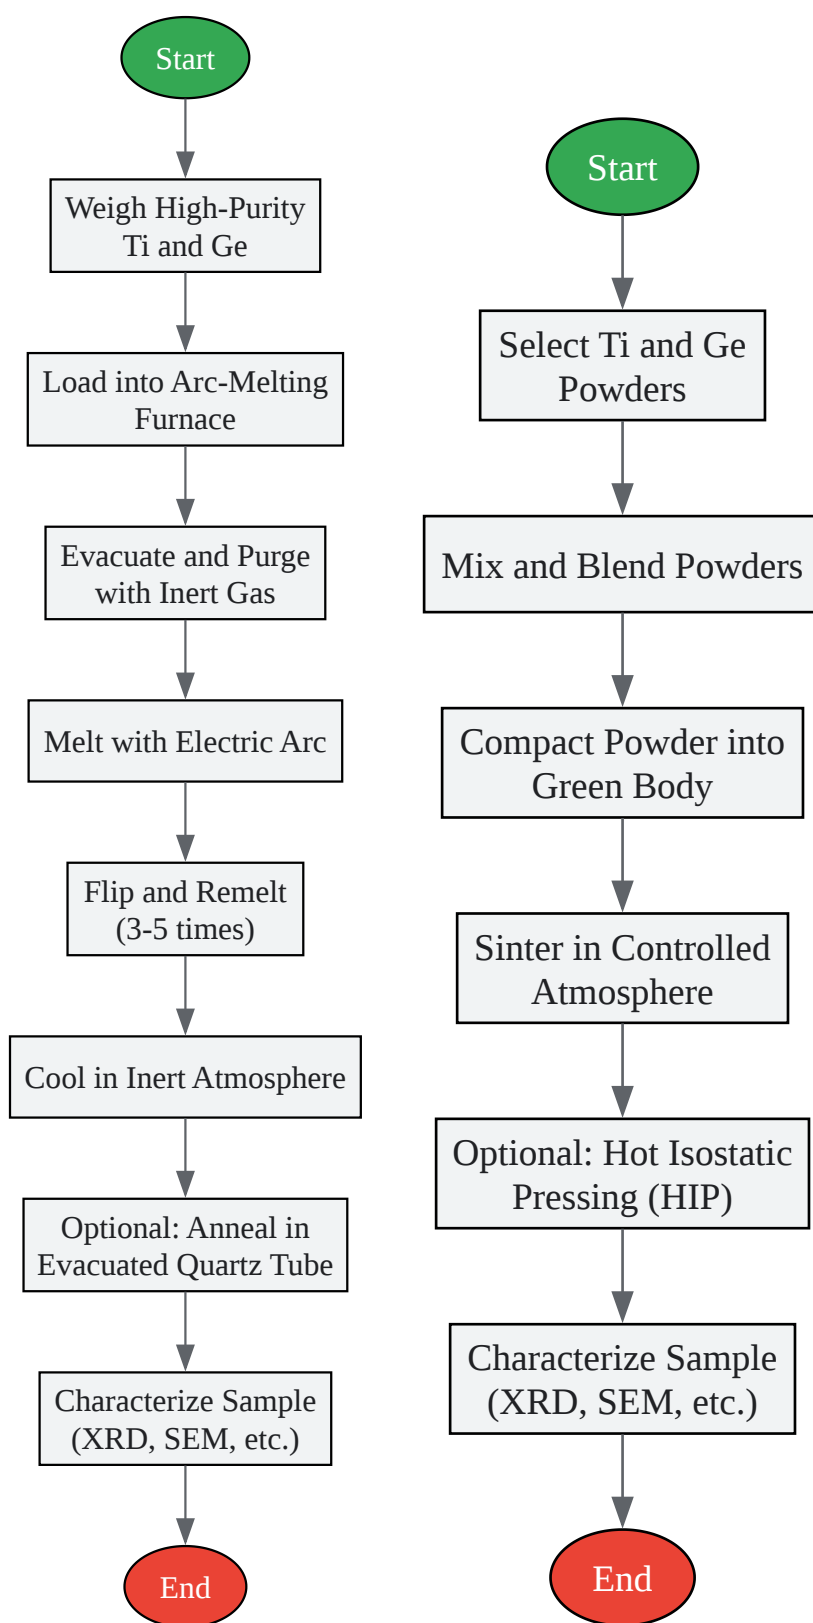 Start
Weigh High-Purity
Ti and Ge
Load into Arc-Melting
Furnace
Evacuate and Purge
with Inert Gas
Melt with Electric Arc
Flip and Remelt
(3-5 times)
Cool in Inert Atmosphere
Optional: Anneal in
Evacuated Quartz Tube
Characterize Sample
(XRD, SEM, etc.)
End
Start
Select Ti and Ge
Powders
Mix and Blend Powders
Compact Powder into
Green Body
Sinter in Controlled
Atmosphere
Optional: Hot Isostatic
Pressing (HIP)
Characterize Sample
(XRD, SEM, etc.)
End